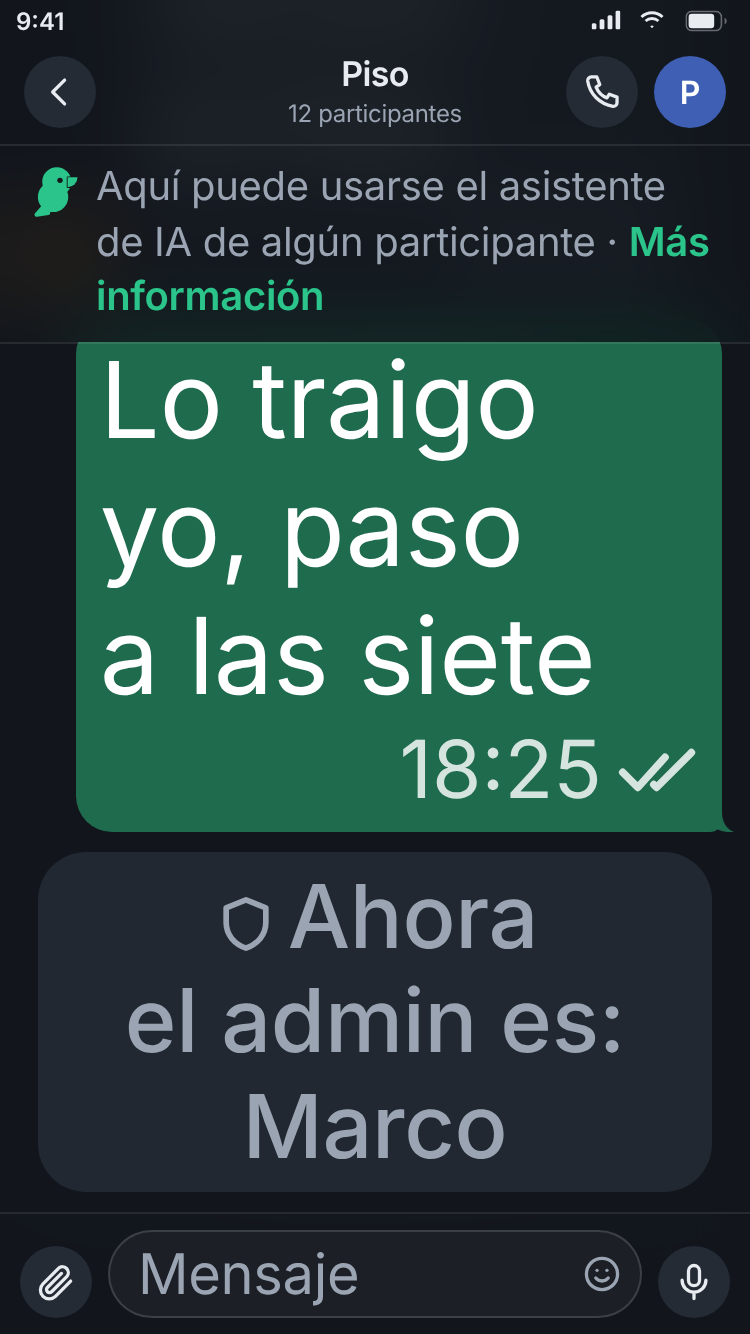 9:41
Piso
12 participantes
P
Aquí puede usarse el asistente
de IA de algún participante · Más
información
Lo traigo
yo, paso
a las siete
18:25
Ahora
el admin es:
Marco
Mensaje